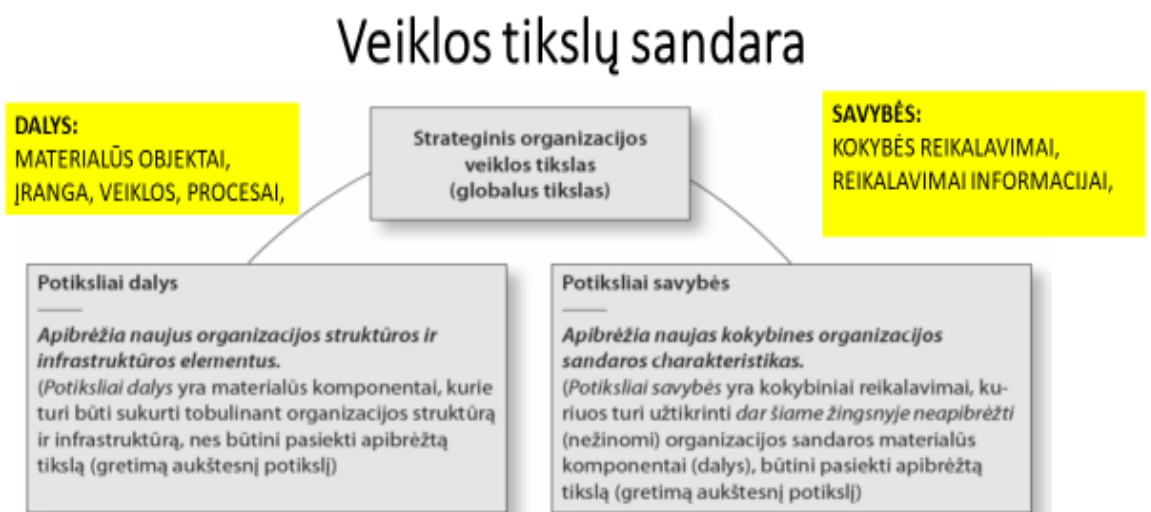 Veiklos tikslų sandara
DALYS:
MATERIALŪS OBJEKTAI,
ĮRANGA, VEIKLOS, PROCESAI,
Strateginis organizacijos
veiklos tikslas
(globalus tikslas)
SAVYBĖS:
KOKYBĖS REIKALAVIMAI,
REIKALAVIMAI INFORMACIJAI,
Potiksliai dalys
Apibrėžia naujus organizacijos struktūros ir
infrastruktūros elementus.
(Potiksliai dalys yra materialūs komponentai, kurie
turi būti sukurti tobulinant organizacijos struktūrą
ir infrastruktūrą, nes būtini pasiekti apibrėžtą
tikslą (gretimą aukštesnį potikslį)
Potiksliai savybės
Apibrėžia naujas kokybines organizacijos
sandaros charakteristikas.
(Potiksliai savybės yra kokybiniai reikalavimai, ku-
riuos turi užtikrinti dar šiame žingsnyje neapibrėžti
(nežinomi) organizacijos sandaros materialūs
komponentai (dalys), būtini pasiekti apibrėžtą
tikslą (gretimą aukštesnį potikslį)